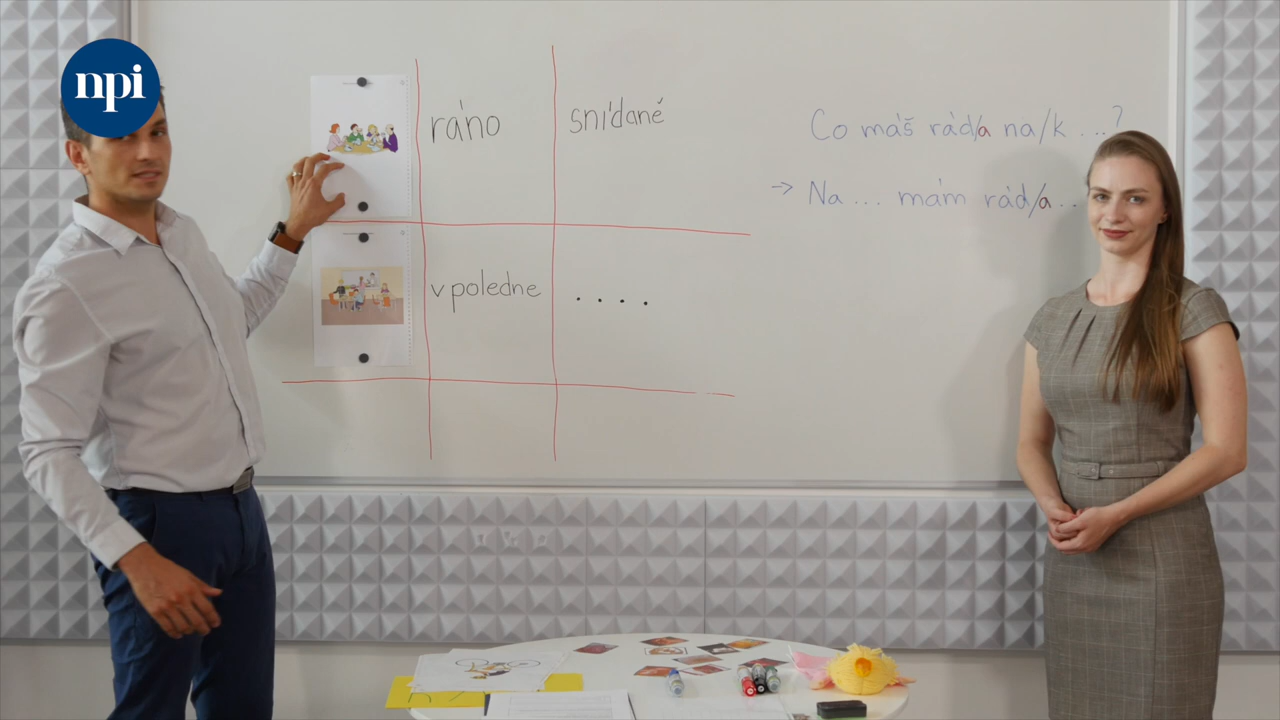 npi
ráno
snídaně
Co máš rád/a na/k ...?
→ Na ... mám rád/a ..
v poledne
....